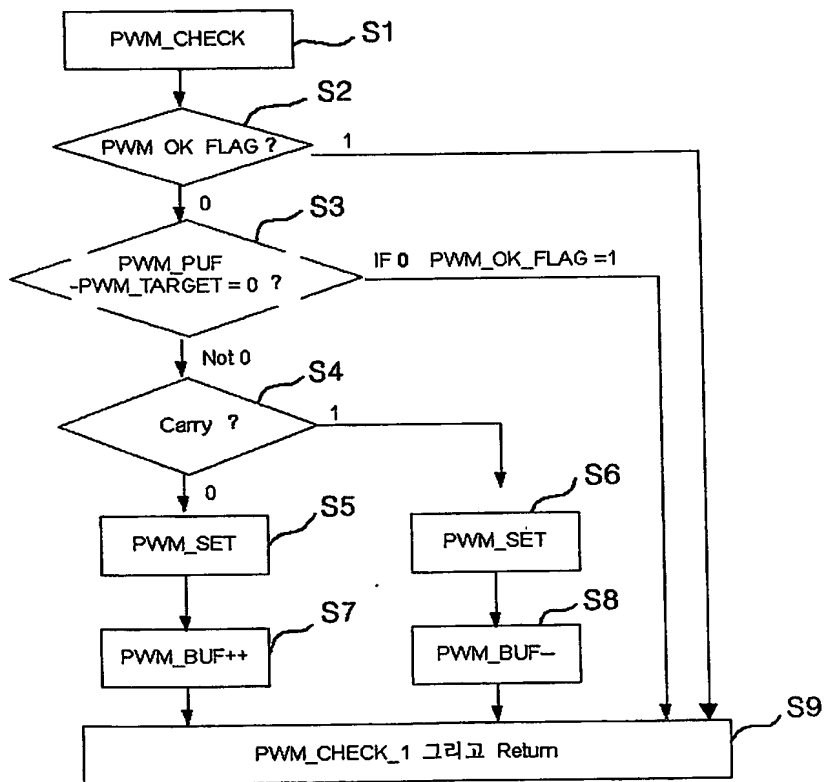 PWM_CHECK
S1
S2
PWM OK FLAG ?
1
0
S3
PWM_PUF
-PWM_TARGET = 0 ?
IF 0 PWM_OK_FLAG =1
Not 0
S4
Carry ?
1
0
S5
S6
PWM_SET
PWM_SET
S7
S8
PWM_BUF++
PWM_BUF–
S9
PWM_CHECK_1 그리고 Return